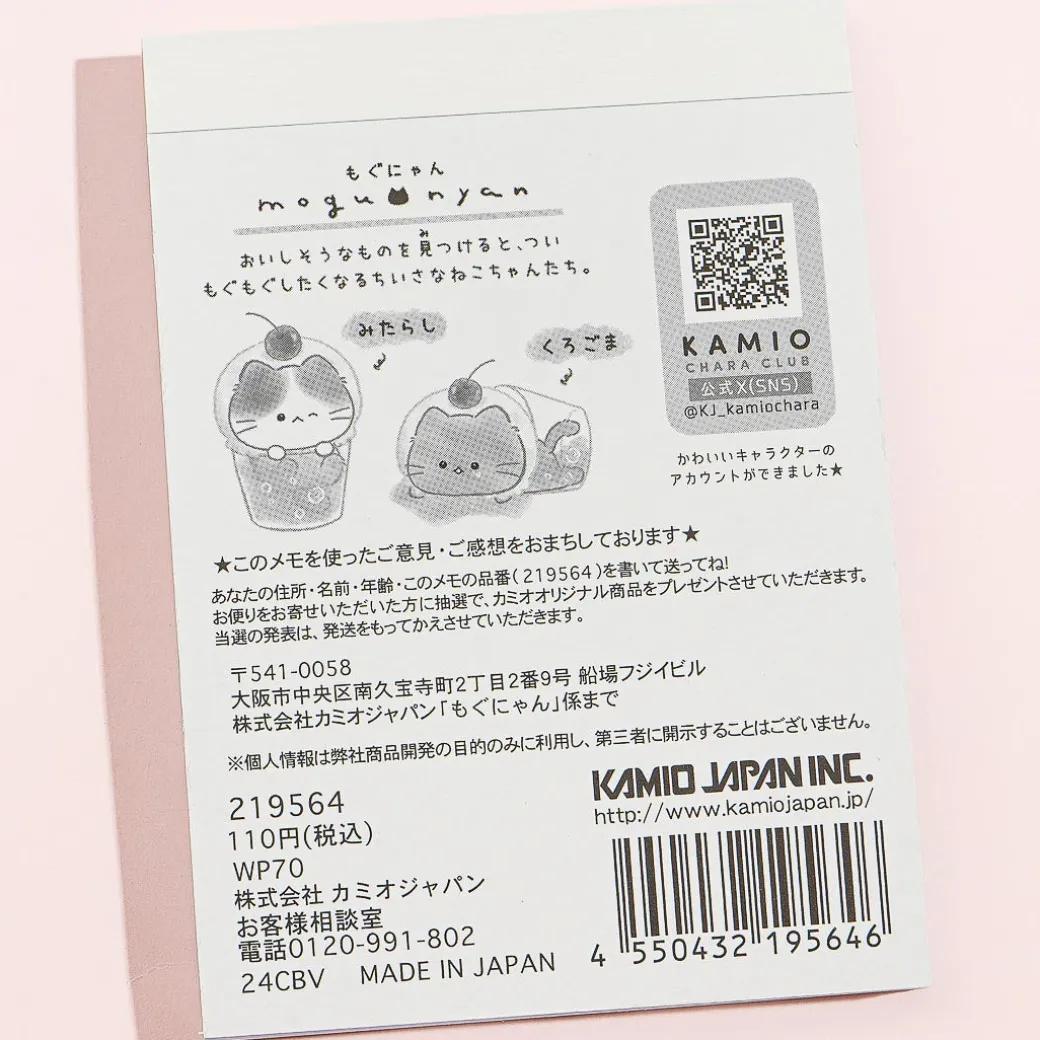 もぐにゃん
mogu nyan
おいしそうなものを見つけると、つい
もぐもぐしたくなるちいさなねこちゃんたち。
みたらし
くろごま
KAMIO
CHARA CLUB
公式X(SNS)
@KJ_kamiochara
かわいいキャラクターの
アカウントができました★
★このメモを使ったご意見・ご感想をおまちしております★
あなたの住所・名前・年齢・このメモの品番(219564)を書いて送ってね!
お便りをお寄せいただいた方に抽選で、カミオオリジナル商品をプレゼントさせていただきます。
当選の発表は、発送をもってかえさせていただきます。
〒541-0058
大阪市中央区南久宝寺町2丁目2番9号 船場フジイビル
株式会社カミオジャパン「もぐにゃん」係まで
※個人情報は弊社商品開発の目的のみに利用し、第三者に開示することはございません。
219564
110円(税込)
WP70
株式会社 カミオジャパン
お客様相談室
電話0120-991-802
24CBV MADE IN JAPAN
KAMIO JAPAN INC.
http://www.kamiojapan.jp/
4 550432 195646